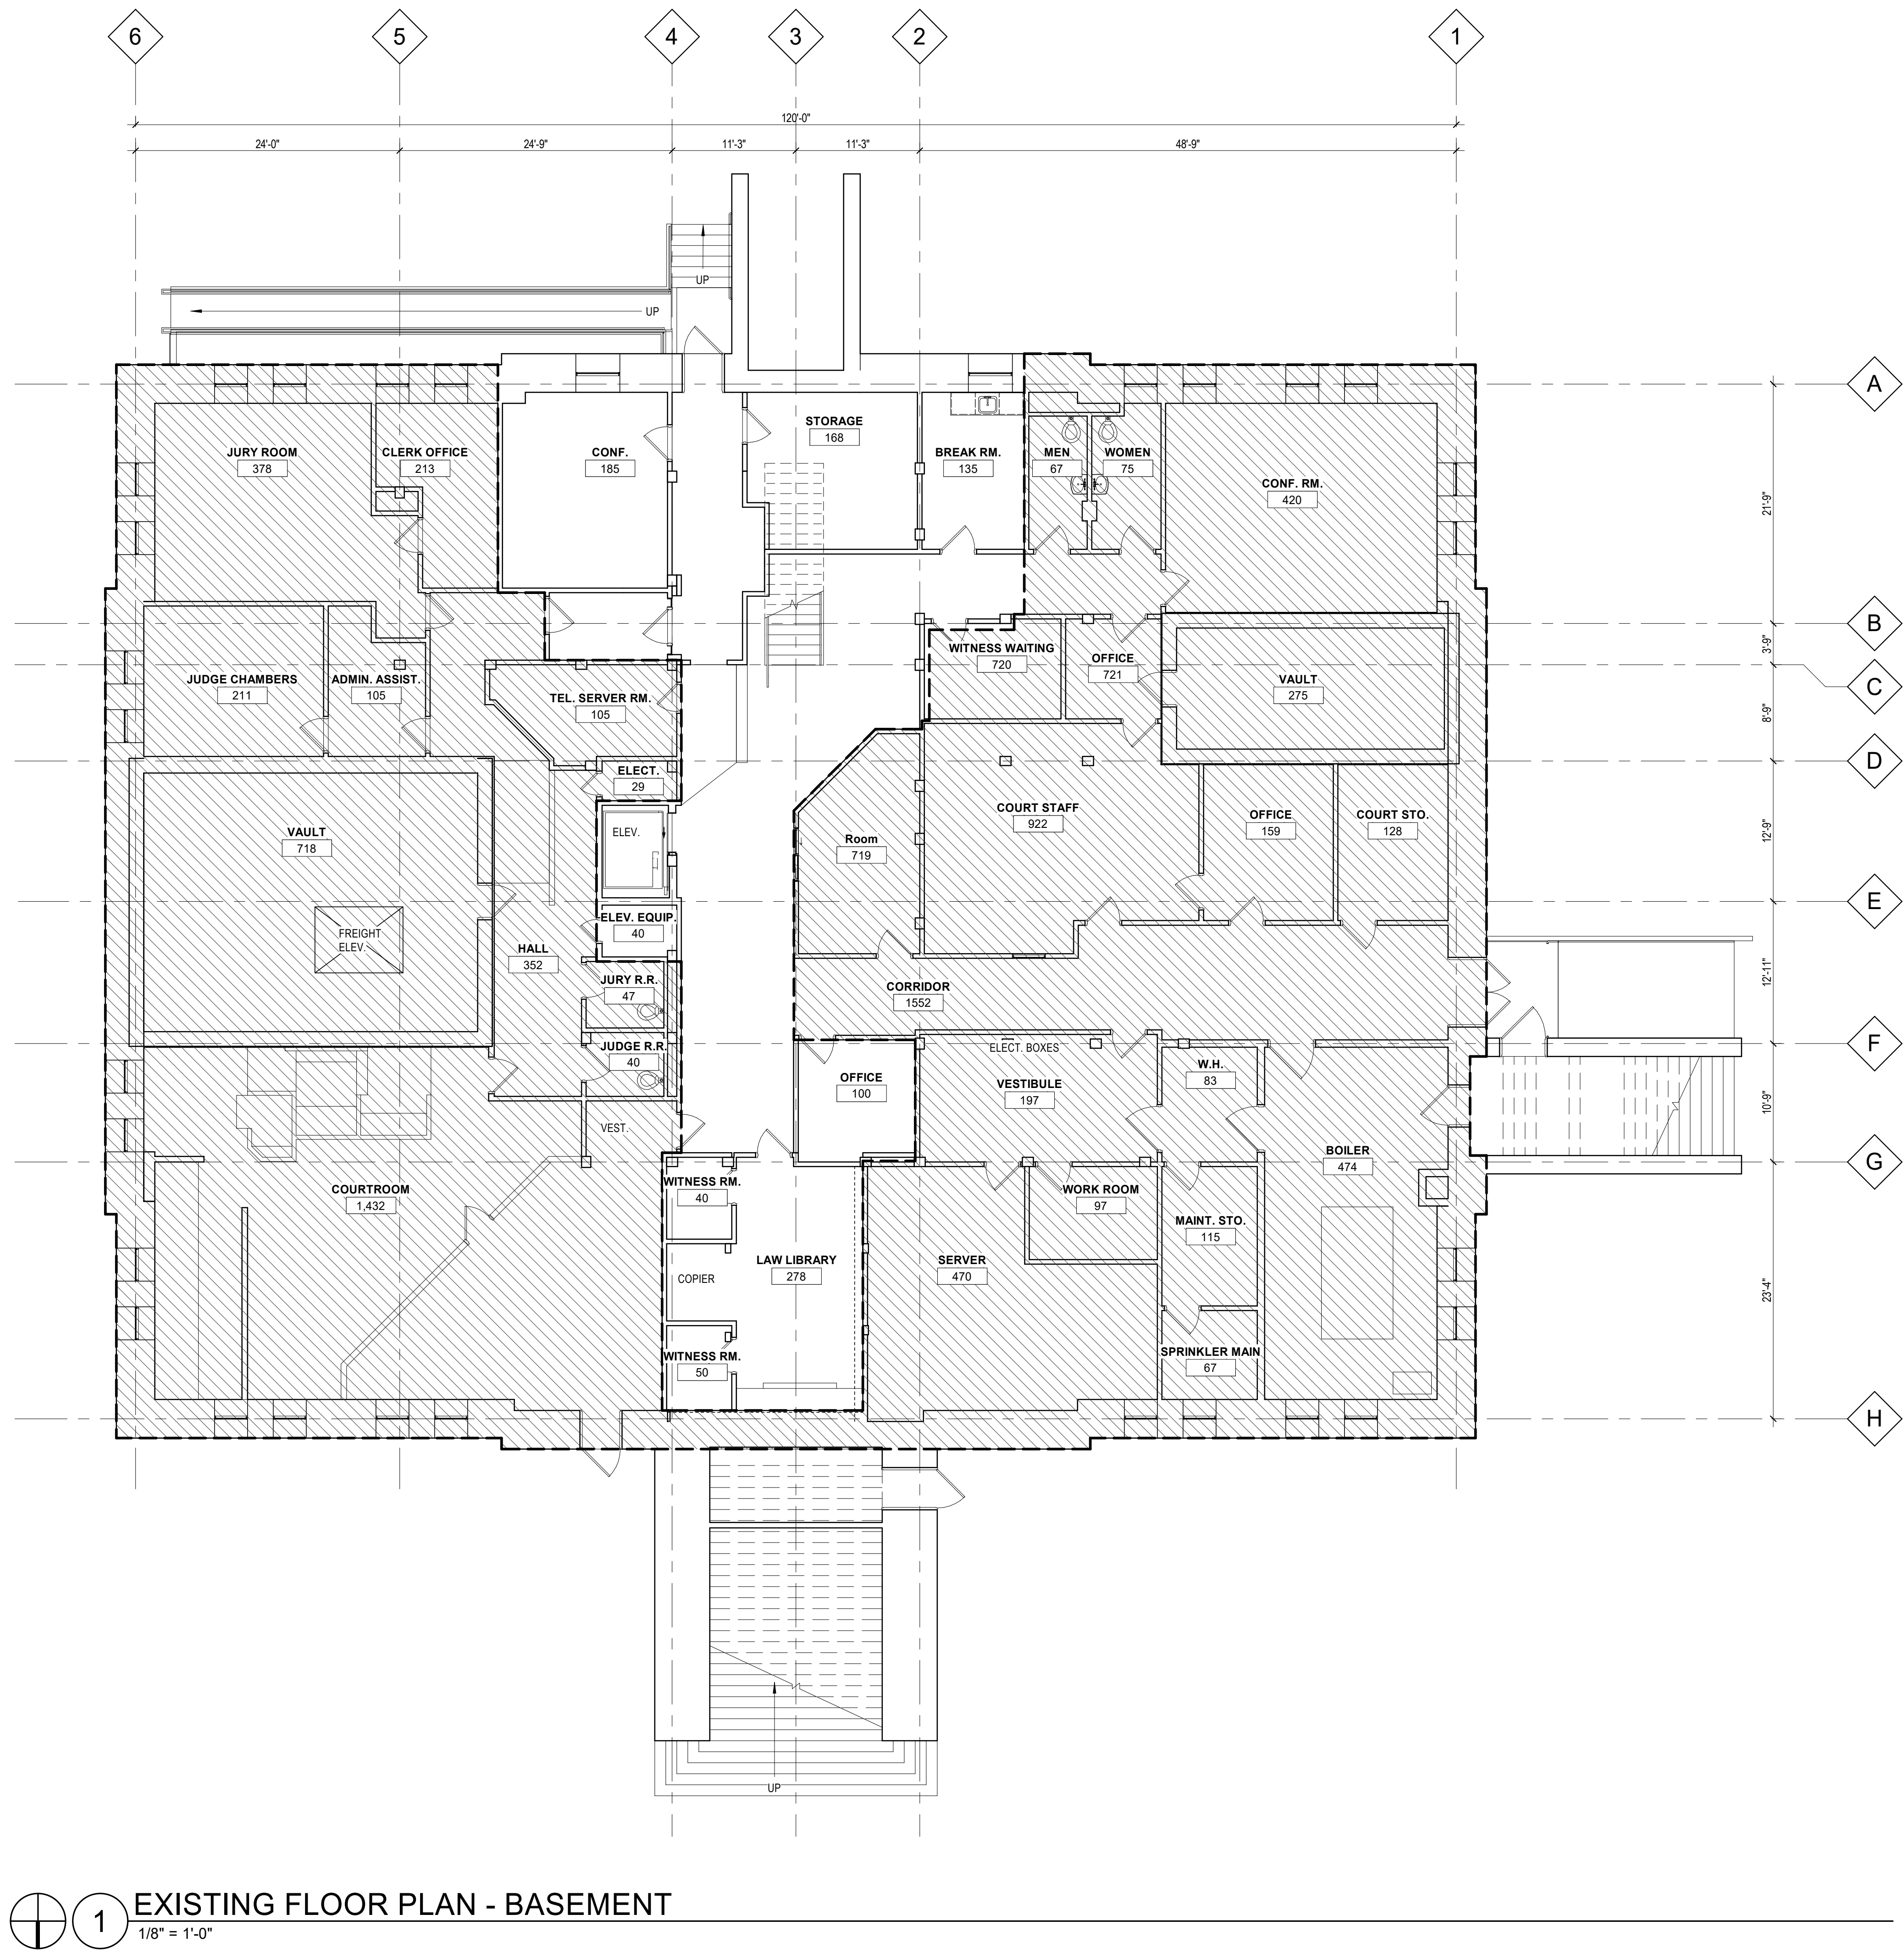 6 5 4 3 2 1
120'-0"
24'-0" 24'-9" 11'-3" 11'-3" 48'-9"
UP
UP
A
STORAGE
168
JURY ROOM
378
CLERK OFFICE
213
CONF.
185
BREAK RM.
135
MEN
67
WOMEN
75
CONF. RM.
420
21'-9"
B
3'-9"
WITNESS WAITING
720
OFFICE
721
JUDGE CHAMBERS
211
ADMIN. ASSIST.
105
VAULT
275
C
TEL. SERVER RM.
105
8'-9"
D
ELECT.
29
COURT STAFF
922
OFFICE
159
COURT STO.
128
VAULT
718
ELEV.
Room
719
12'-9"
E
ELEV. EQUIP.
40
FREIGHT
ELEV.
HALL
352
JURY R.R.
47
CORRIDOR
1552
12'-11"
F
JUDGE R.R.
40
ELECT. BOXES
OFFICE
100
VESTIBULE
197
W.H.
83
10'-9"
VEST.
BOILER
474
G
COURTROOM
1,432
WITNESS RM.
40
WORK ROOM
97
MAINT. STO.
115
COPIER
LAW LIBRARY
278
SERVER
470
23'-4"
WITNESS RM.
50
SPRINKLER MAIN
67
H
UP
1 EXISTING FLOOR PLAN - BASEMENT
1/8" = 1'-0"